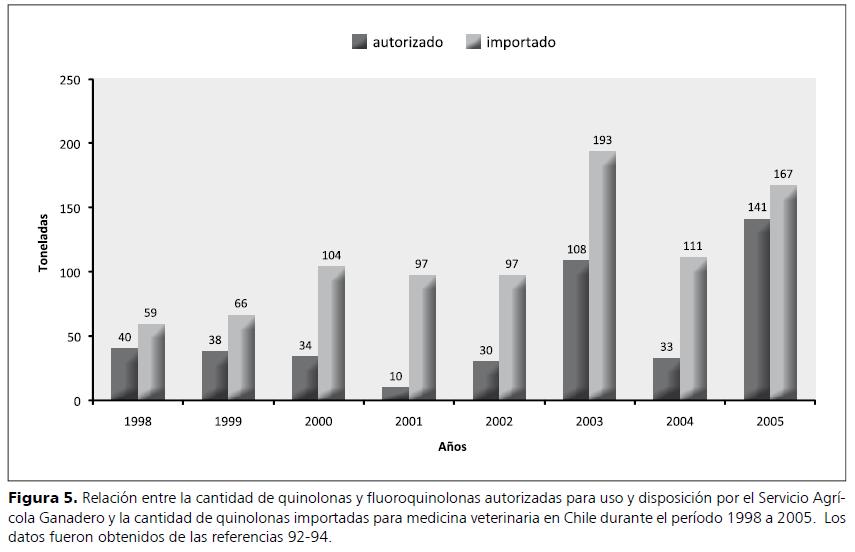 autorizado importado
250
200
150
100
50
0
Toneladas
40 59 38 66 34 104 10 97 30 97 108 193 33 111 141 167
1998 1999 2000 2001 2002 2003 2004 2005
Años
Figura 5. Relación entre la cantidad de quinolonas y fluoroquinolonas autorizadas para uso y disposición por el Servicio Agrí-
cola Ganadero y la cantidad de quinolonas importadas para medicina veterinaria en Chile durante el período 1998 a 2005. Los
datos fueron obtenidos de las referencias 92-94.